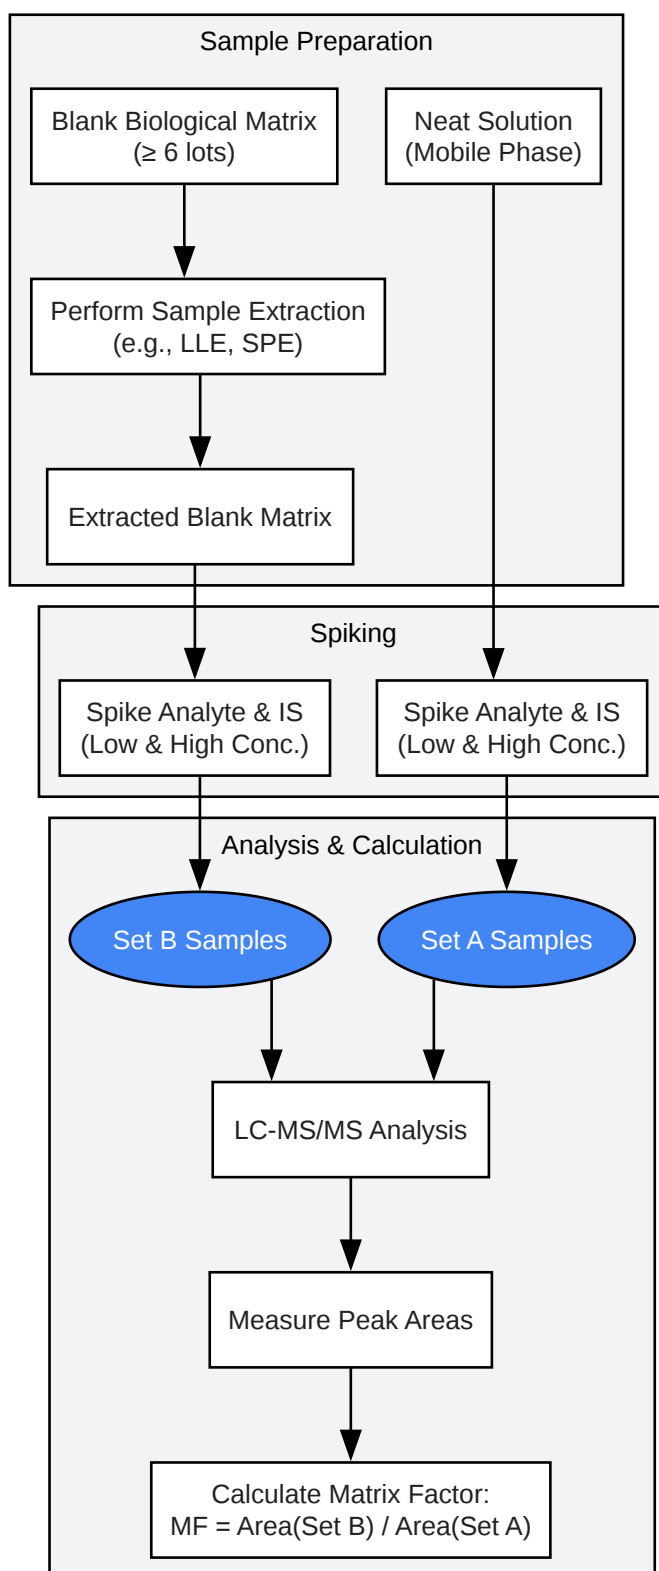 Sample Preparation
Blank Biological Matrix
(≥ 6 lots)
Neat Solution
(Mobile Phase)
Perform Sample Extraction
(e.g., LLE, SPE)
Extracted Blank Matrix
Spiking
Spike Analyte & IS
(Low & High Conc.)
Spike Analyte & IS
(Low & High Conc.)
Analysis & Calculation
Set B Samples
Set A Samples
LC-MS/MS Analysis
Measure Peak Areas
Calculate Matrix Factor:
MF = Area(Set B) / Area(Set A)